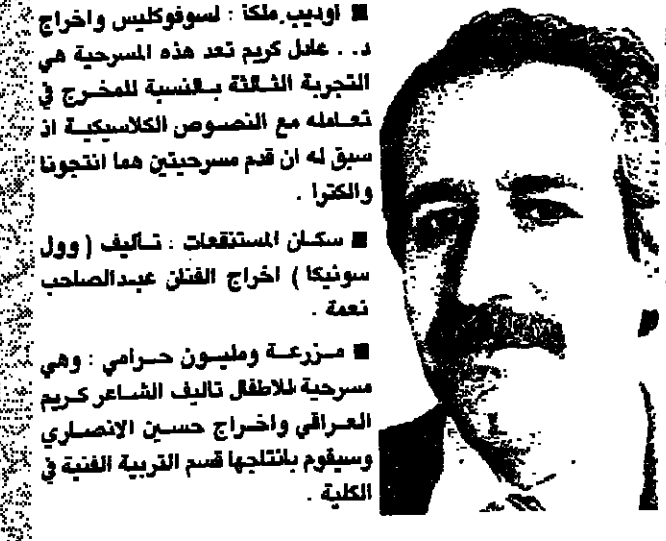 ■ اوديب ملكاً : لسوفوكليس واخراج
د . . عادل كريم تعد هذه المسرحية هي
التجربة الثالثة بالنسبة للمخرج في
تعامله مع النصوص الكلاسيكية اذ
سبق له ان قدم مسرحيتين هما انتجونا
والكترا .
■ سكان المستنقعات : تأليف ( وول
سونيكا ) اخراج الفنان عبدالصاحب
نعمة .
■ مزرعة ومليون حرامي : وهي
مسرحية للاطفال تاليف الشاعر كريم
العراقي واخراج حسين الانصاري
وسيقوم بانتاجها قسم التربية الفنية في
الكلية .